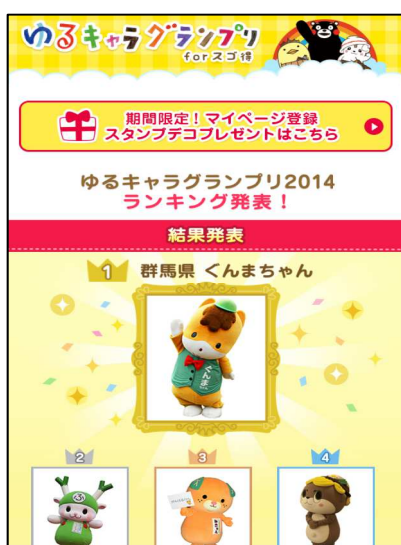 ゆるキャラグランプリ
forスゴ得
期間限定！マイページ登録
スタンプデコプレゼントはこちら
ゆるキャラグランプリ2014
ランキング発表！
結果発表
1 群馬県 ぐんまちゃん
ぐんま
2 3 4